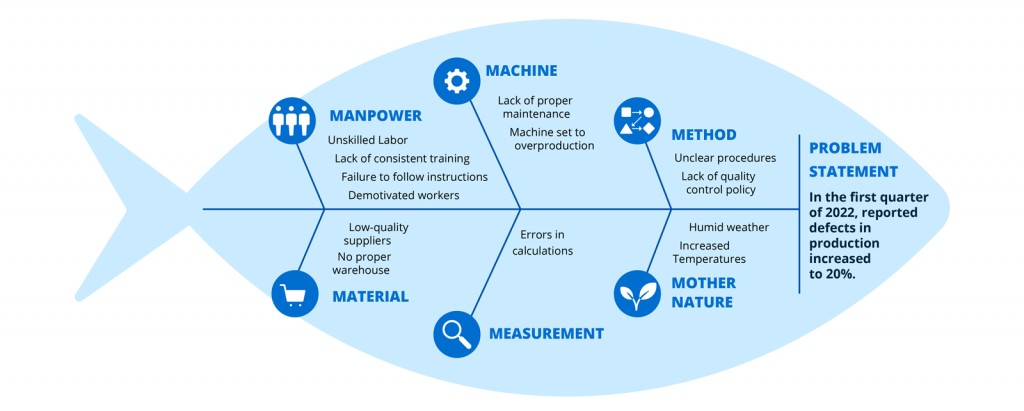 MACHINE
Lack of proper
maintenance
Machine set to
overproduction
MANPOWER
Unskilled Labor
Lack of consistent training
Failure to follow instructions
Demotivated workers
METHOD
Unclear procedures
Lack of quality
control policy
PROBLEM
STATEMENT
In the first quarter
of 2022, reported
defects in
production
increased
to 20%.
Low-quality
suppliers
No proper
warehouse
MATERIAL
Errors in
calculations
MEASUREMENT
Humid weather
Increased
Temperatures
MOTHER
NATURE